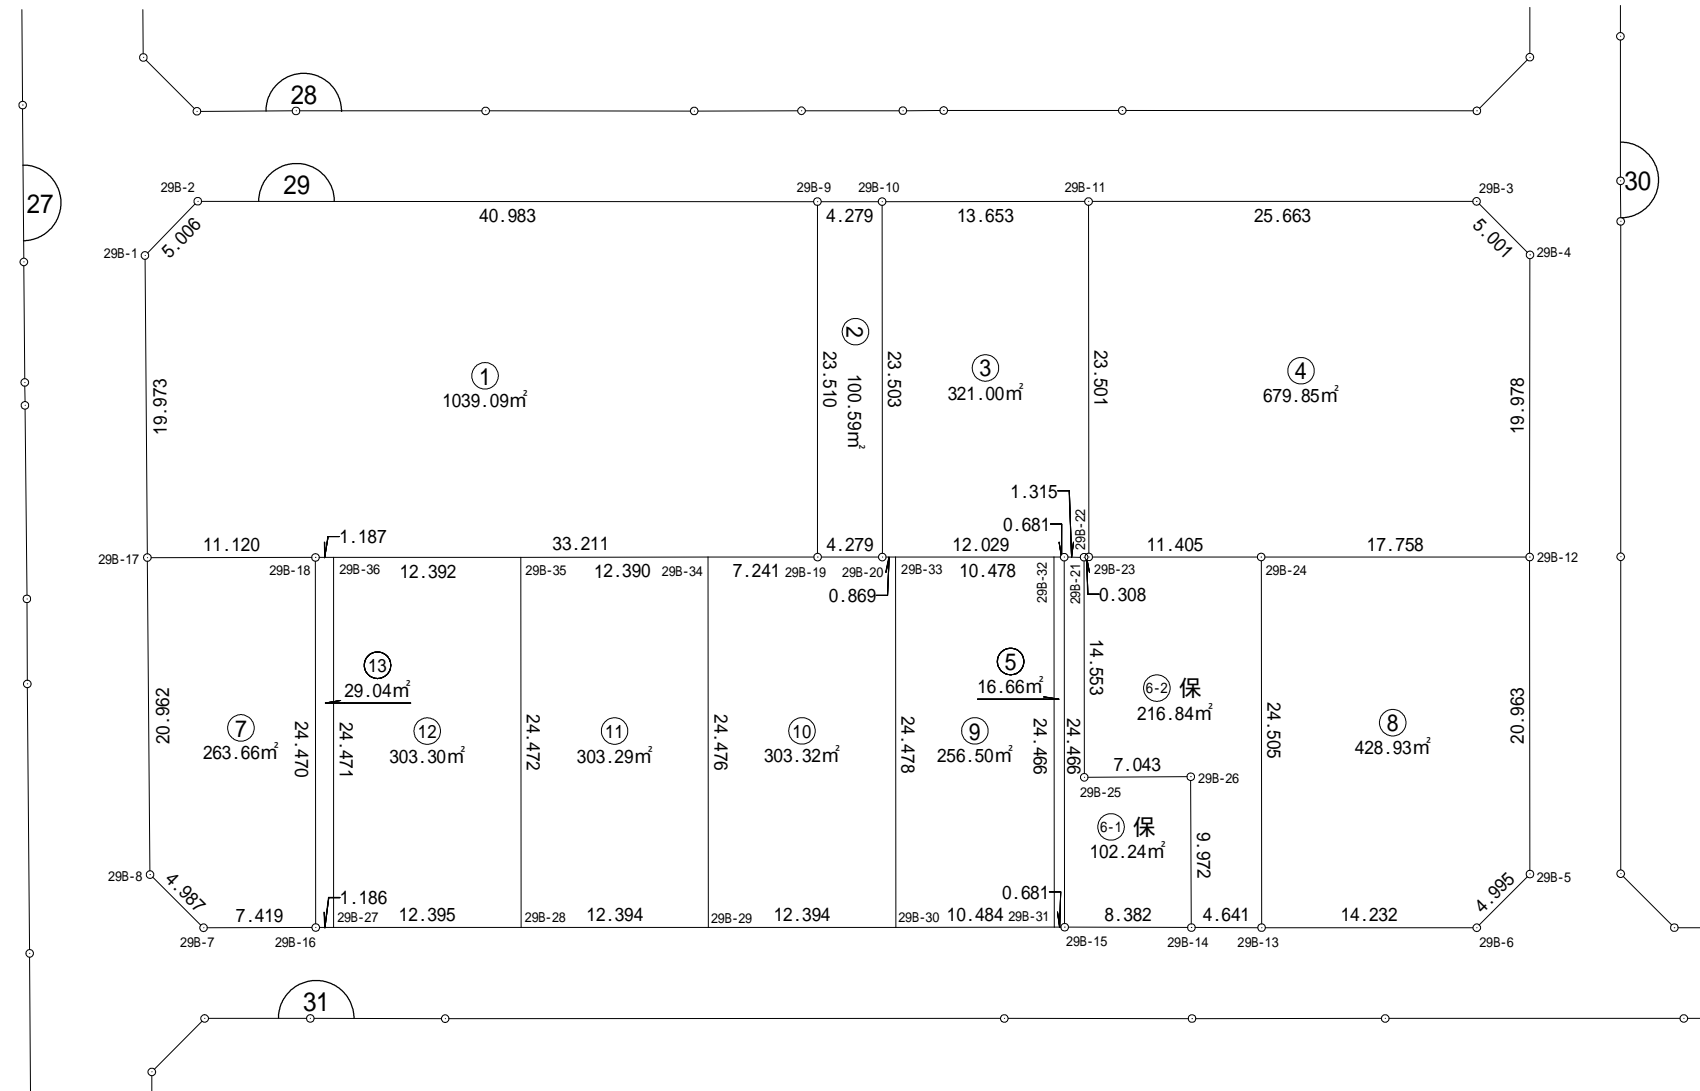 28
27
30
29
29B-2
29B-9
29B-10
29B-11
29B-3
40.983
4.279
13.653
25.663
5.006
5.001
29B-1
29B-4
19.973
①
1039.09㎡
23.510
②
100.59㎡
23.503
③
321.00㎡
23.501
④
679.85㎡
19.978
1.315
0.681
29B-22
29B-17
11.120
1.187
33.211
4.279
12.029
11.405
17.758
29B-12
29B-18
29B-36
12.392
29B-35
12.390
29B-34
7.241
29B-19
29B-20
29B-33
10.478
29B-32
29B-21
29B-23
29B-24
0.869
0.308
20.962
⑦
263.66㎡
24.470
⑬
29.04㎡
24.471
⑫
303.30㎡
24.472
⑪
303.29㎡
24.476
⑩
303.32㎡
24.478
⑨
256.50㎡
⑤
16.66㎡
24.466
24.466
14.553
6-2 保
216.84㎡
24.505
⑧
428.93㎡
20.963
7.043
29B-25
29B-26
6-1 保
102.24㎡
9.972
29B-8
4.987
29B-5
4.995
7.419
1.186
0.681
29B-27
12.395
29B-28
12.394
29B-29
12.394
29B-30
10.484
29B-31
8.382
4.641
14.232
29B-7
29B-16
29B-15
29B-14
29B-13
29B-6
31